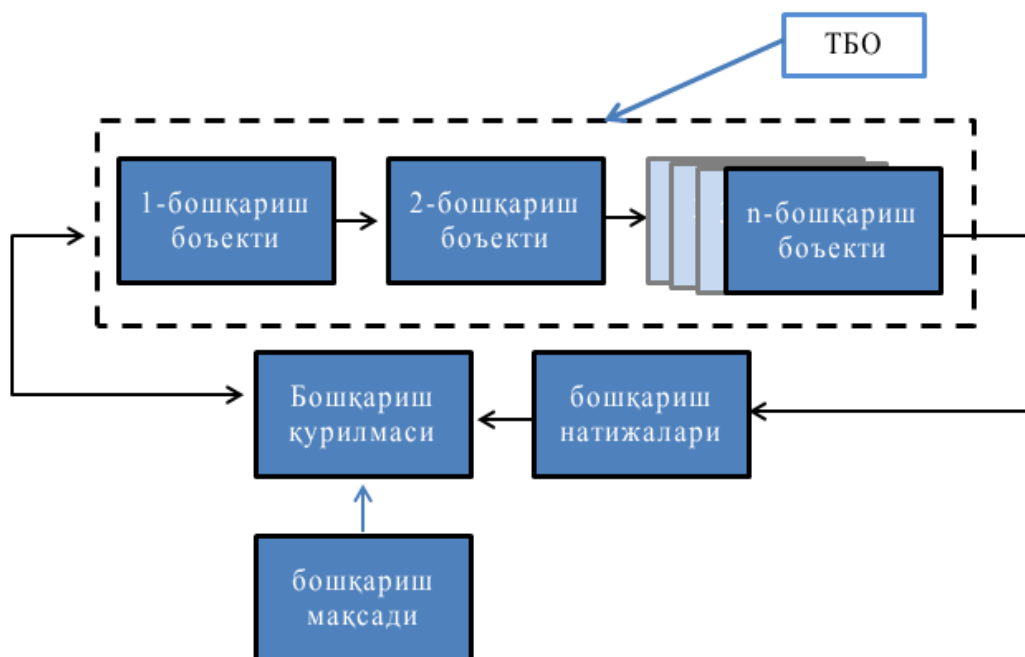 ТБО
1-бошқариш
боъекти
2-бошқариш
боъекти
n-бошқариш
боъекти
Бошқариш
қурилмаси
бошқариш
натижалари
бошқариш
мақсади